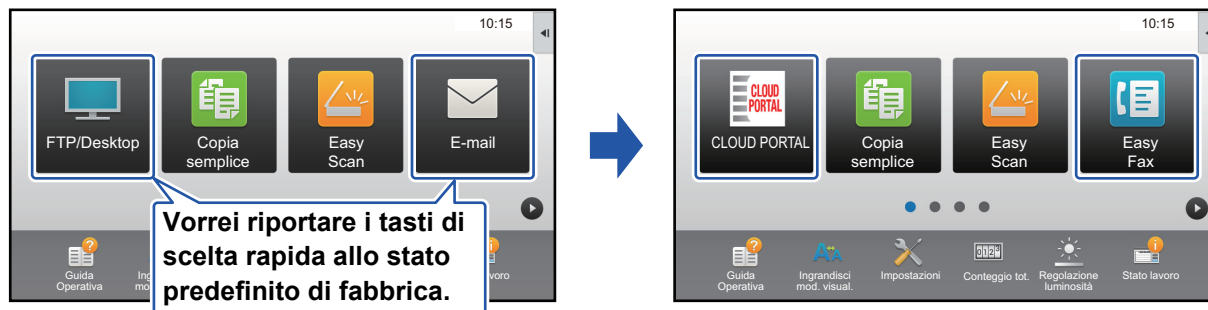 10:15
FTP/Desktop
Copia
semplice
Easy
Scan
E-mail
Vorrei riportare i tasti di
scelta rapida allo stato
predefinito di fabbrica.
Guida
Operativa
10:15
CLOUD
PORTAL
CLOUD PORTAL
Copia
semplice
Easy
Scan
Easy
Fax
Guida
Operativa
Ingrandisci
mod. visual.
Impostazioni
Conteggio tot.
Regolazione
luminosità
Stato lavoro